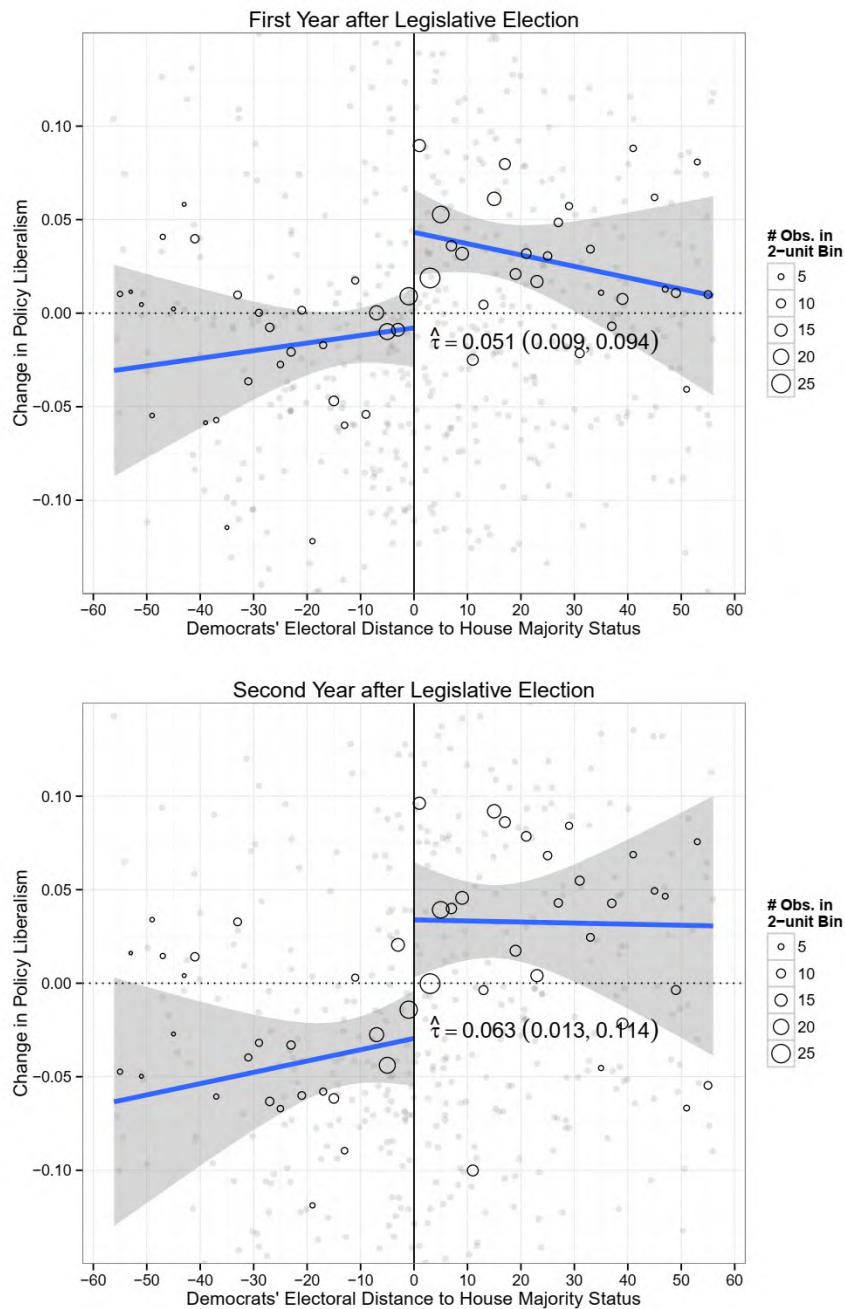 First Year after Legislative Election
Change in Policy Liberalism
0.10
0.05
0.00
−0.05
−0.10
τ̂ = 0.051 (0.009, 0.094)
−60 −50 −40 −30 −20 −10 0 10 20 30 40 50 60
Democrats' Electoral Distance to House Majority Status
# Obs. in
2−unit Bin
5
10
15
20
25
Second Year after Legislative Election
Change in Policy Liberalism
0.10
0.05
0.00
−0.05
−0.10
τ̂ = 0.063 (0.013, 0.114)
−60 −50 −40 −30 −20 −10 0 10 20 30 40 50 60
Democrats' Electoral Distance to House Majority Status
# Obs. in
2−unit Bin
5
10
15
20
25